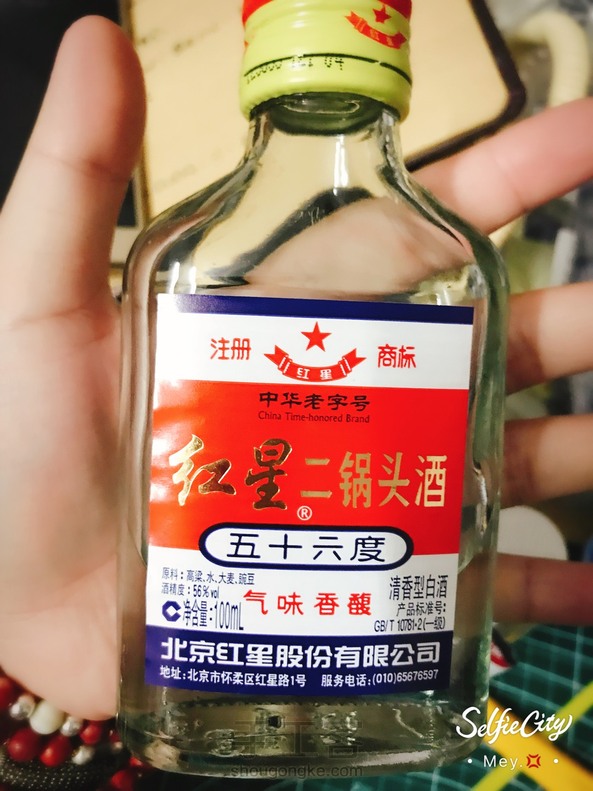 注册 红星 商标
中华老字号
China Time-honored Brand
红星二锅头酒
®
五十六度
原料:高粱、水、大麦、豌豆
酒精度:56%vol
净含量:100mL
气味香馥
清香型白酒
产品标准号:
GB/T 10781·2(一级)
北京红星股份有限公司
地址:北京市怀柔区红星路1号 服务电话:(010)65676597
SelfieCity
• Mey. •
shougongke.com